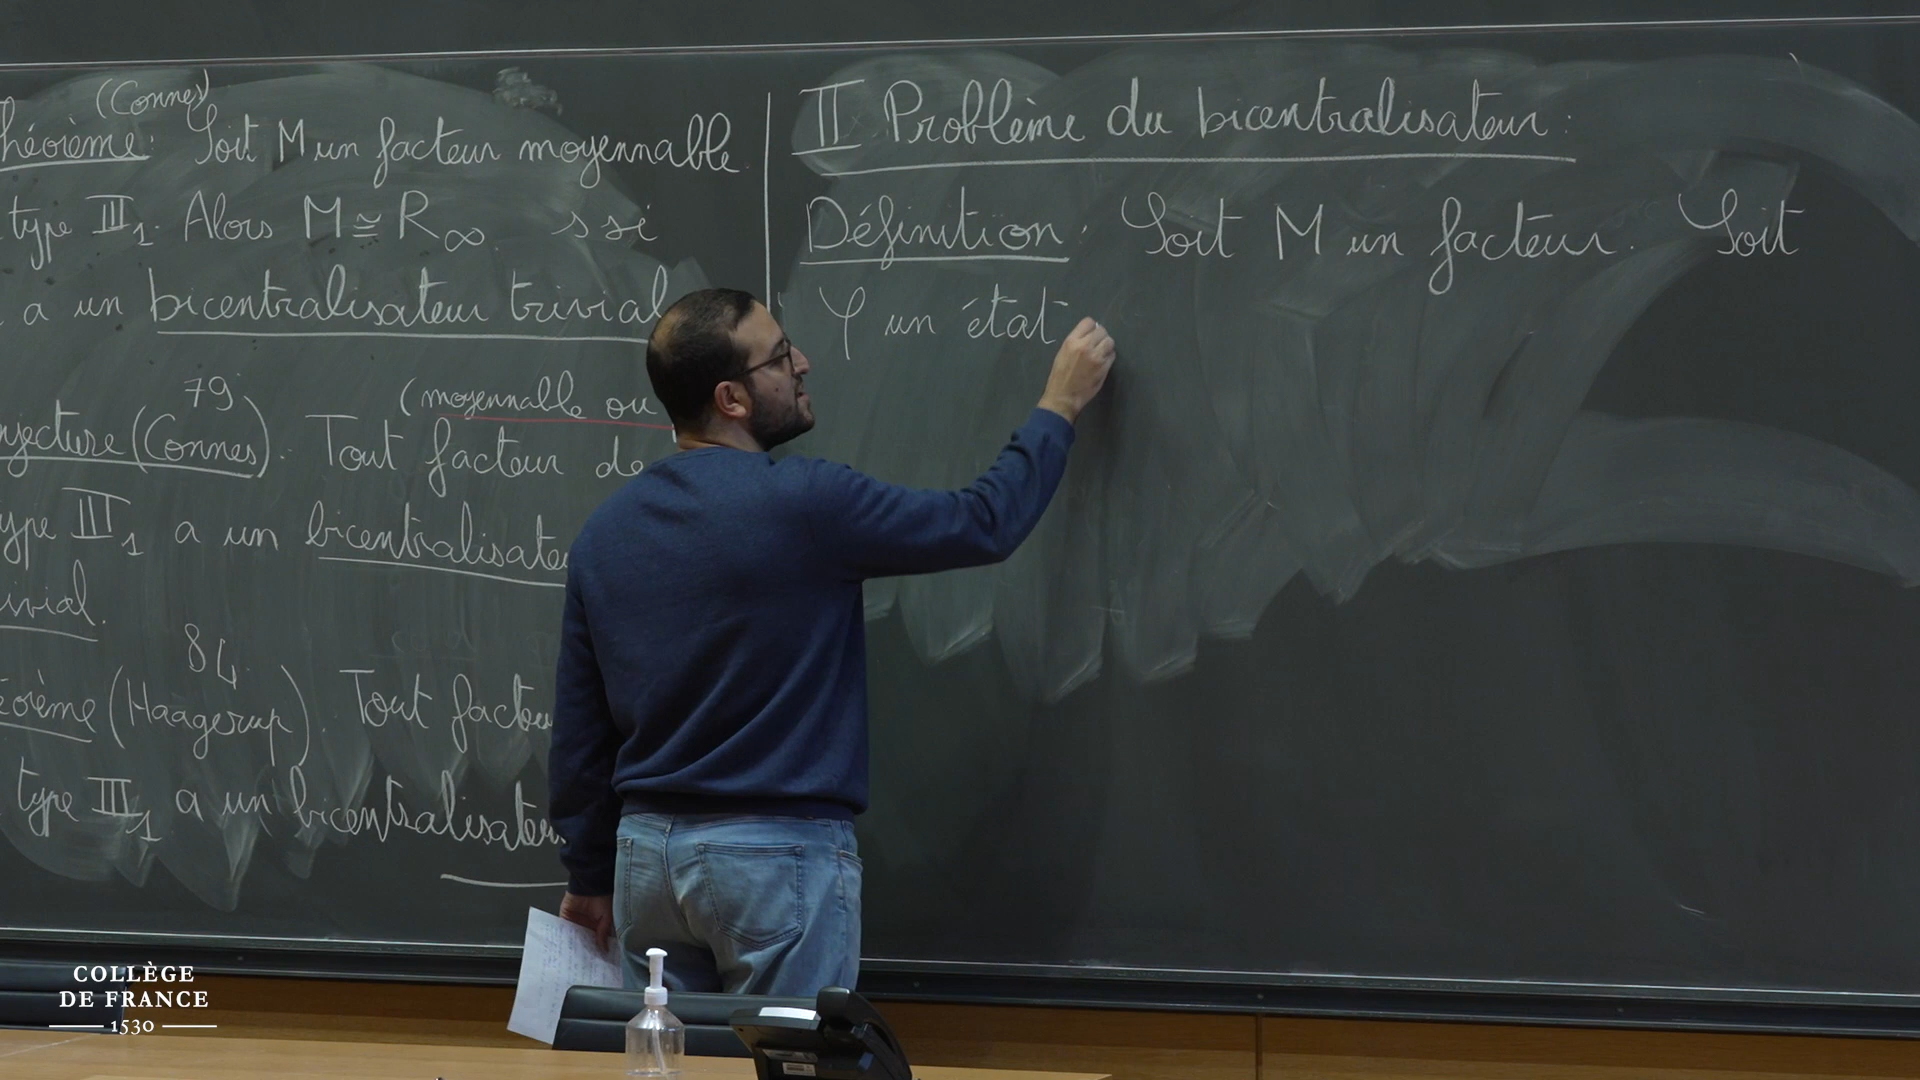 (Connes)
héorème: Soit M un facteur moyennable
type III₁. Alors M ≅ R∞ ssi
a un bicentralisateur trivial
79
(moyennable ou
njecture (Connes). Tout facteur de
ype III₁ a un bicentralisateu
ivial.
84
éorème (Haagerup). Tout facteu
type III₁ a un bicentralisateur
II Problème du bicentralisateur:
Définition: Soit M un facteur. Soit
φ un état
COLLÈGE
DE FRANCE
1530